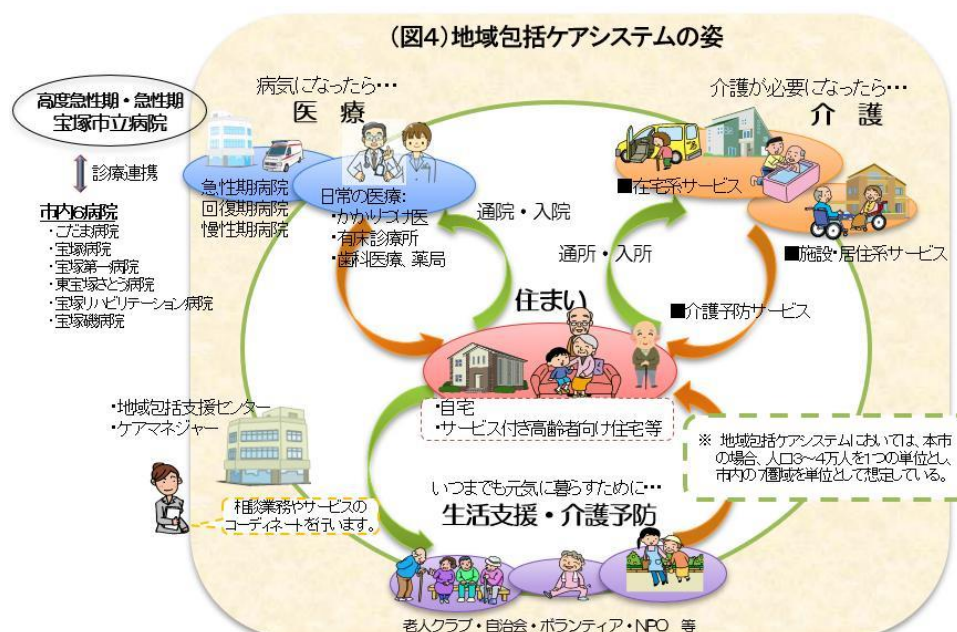 (図4)地域包括ケアシステムの姿
病気になったら…
医 療
介護が必要になったら…
介 護
高度急性期・急性期
宝塚市立病院
診療連携
市内6病院
・こだま病院
・宝塚病院
・宝塚第一病院
・東宝塚さとう病院
・宝塚リハビリテーション病院
・宝塚磯病院
急性期病院
回復期病院
慢性期病院
日常の医療:
・かかりつけ医
・有床診療所
・歯科医療、薬局
通院・入院
通所・入所
■在宅系サービス
■施設・居住系サービス
■介護予防サービス
住まい
・自宅
・サービス付き高齢者向け住宅等
・地域包括支援センター
・ケアマネジャー
相談業務やサービスの
コーディネートを行います。
※ 地域包括ケアシステムにおいては、本市
の場合、人口3~4万人を1つの単位とし、
市内の7圏域を単位として想定している。
いつまでも元気に暮らすために…
生活支援・介護予防
老人クラブ・自治会・ボランティア・NPO 等